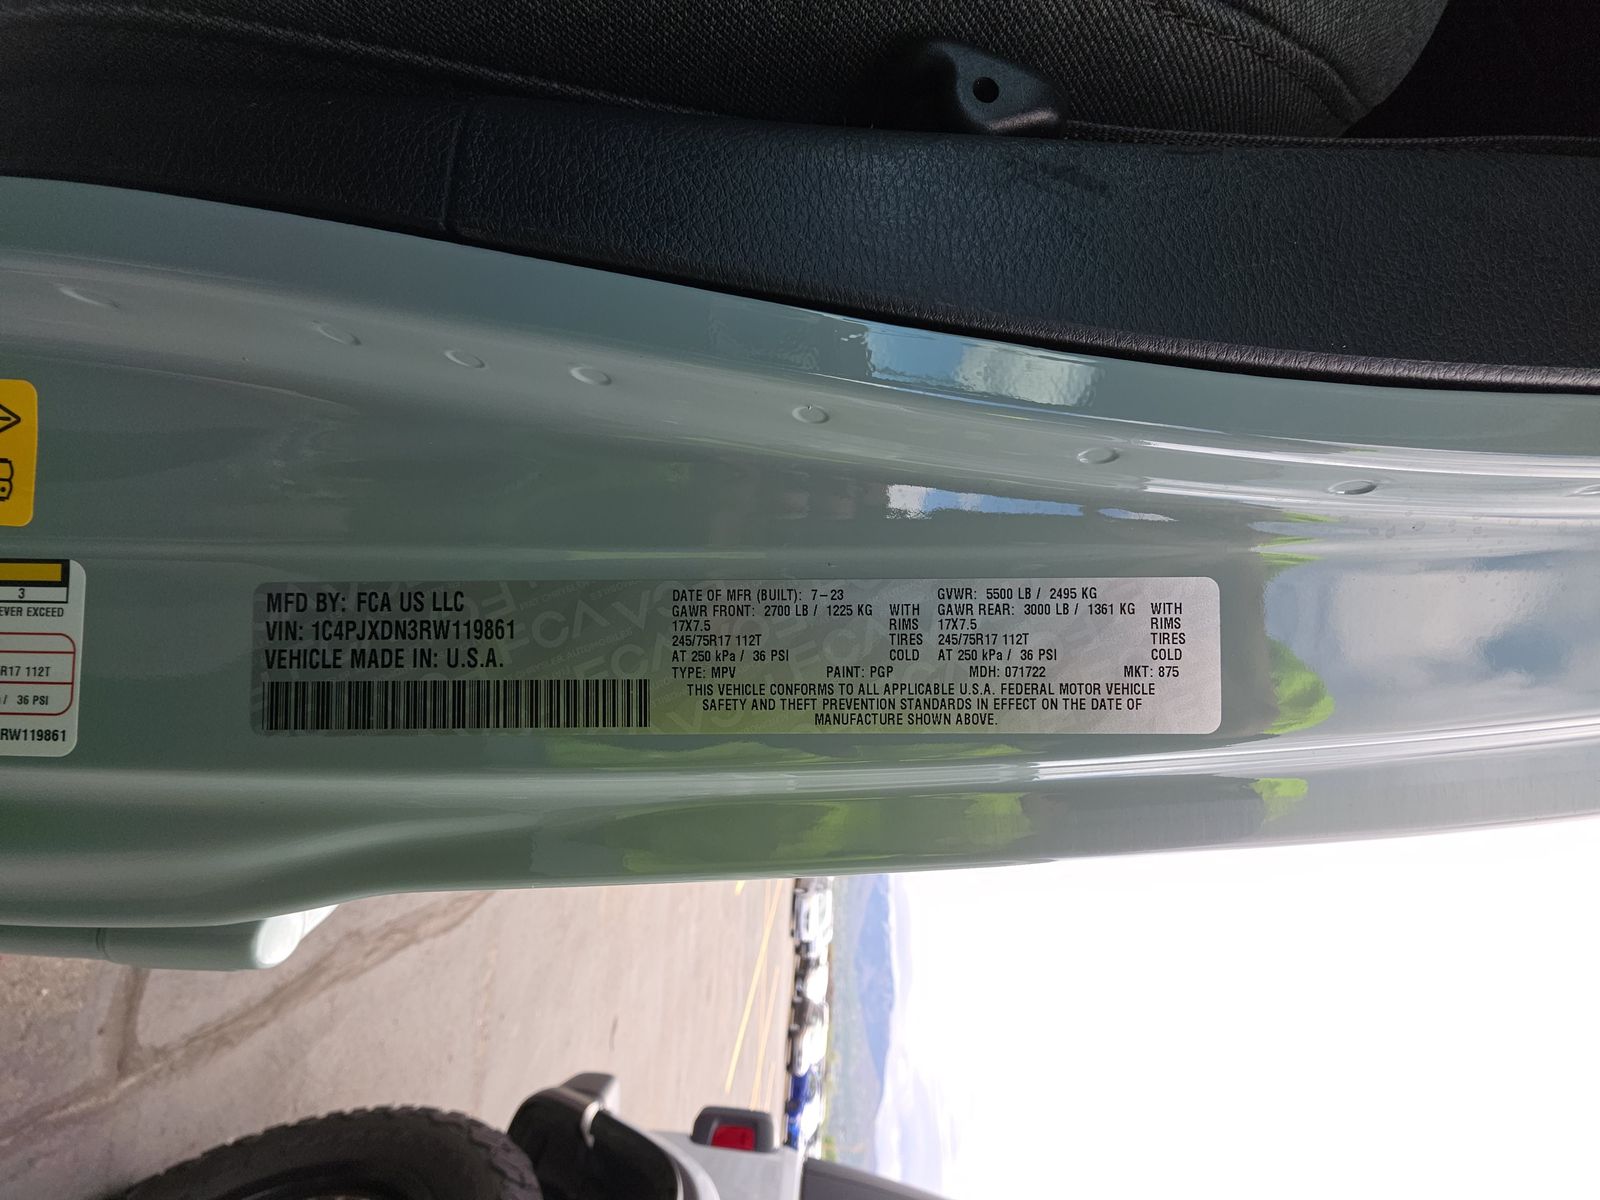 3
EVER EXCEED
R17 112T
/ 36 PSI
RW119861
MFD BY: FCA US LLC
VIN: 1C4PJXDN3RW119861
VEHICLE MADE IN: U.S.A.
DATE OF MFR (BUILT): 7-23 GVWR: 5500 LB / 2495 KG
GAWR FRONT: 2700 LB / 1225 KG WITH GAWR REAR: 3000 LB / 1361 KG WITH
17X7.5 RIMS 17X7.5 RIMS
245/75R17 112T TIRES 245/75R17 112T TIRES
AT 250 kPa / 36 PSI COLD AT 250 kPa / 36 PSI COLD
TYPE: MPV PAINT: PGP MDH: 071722 MKT: 875
THIS VEHICLE CONFORMS TO ALL APPLICABLE U.S.A. FEDERAL MOTOR VEHICLE
SAFETY AND THEFT PREVENTION STANDARDS IN EFFECT ON THE DATE OF
MANUFACTURE SHOWN ABOVE.